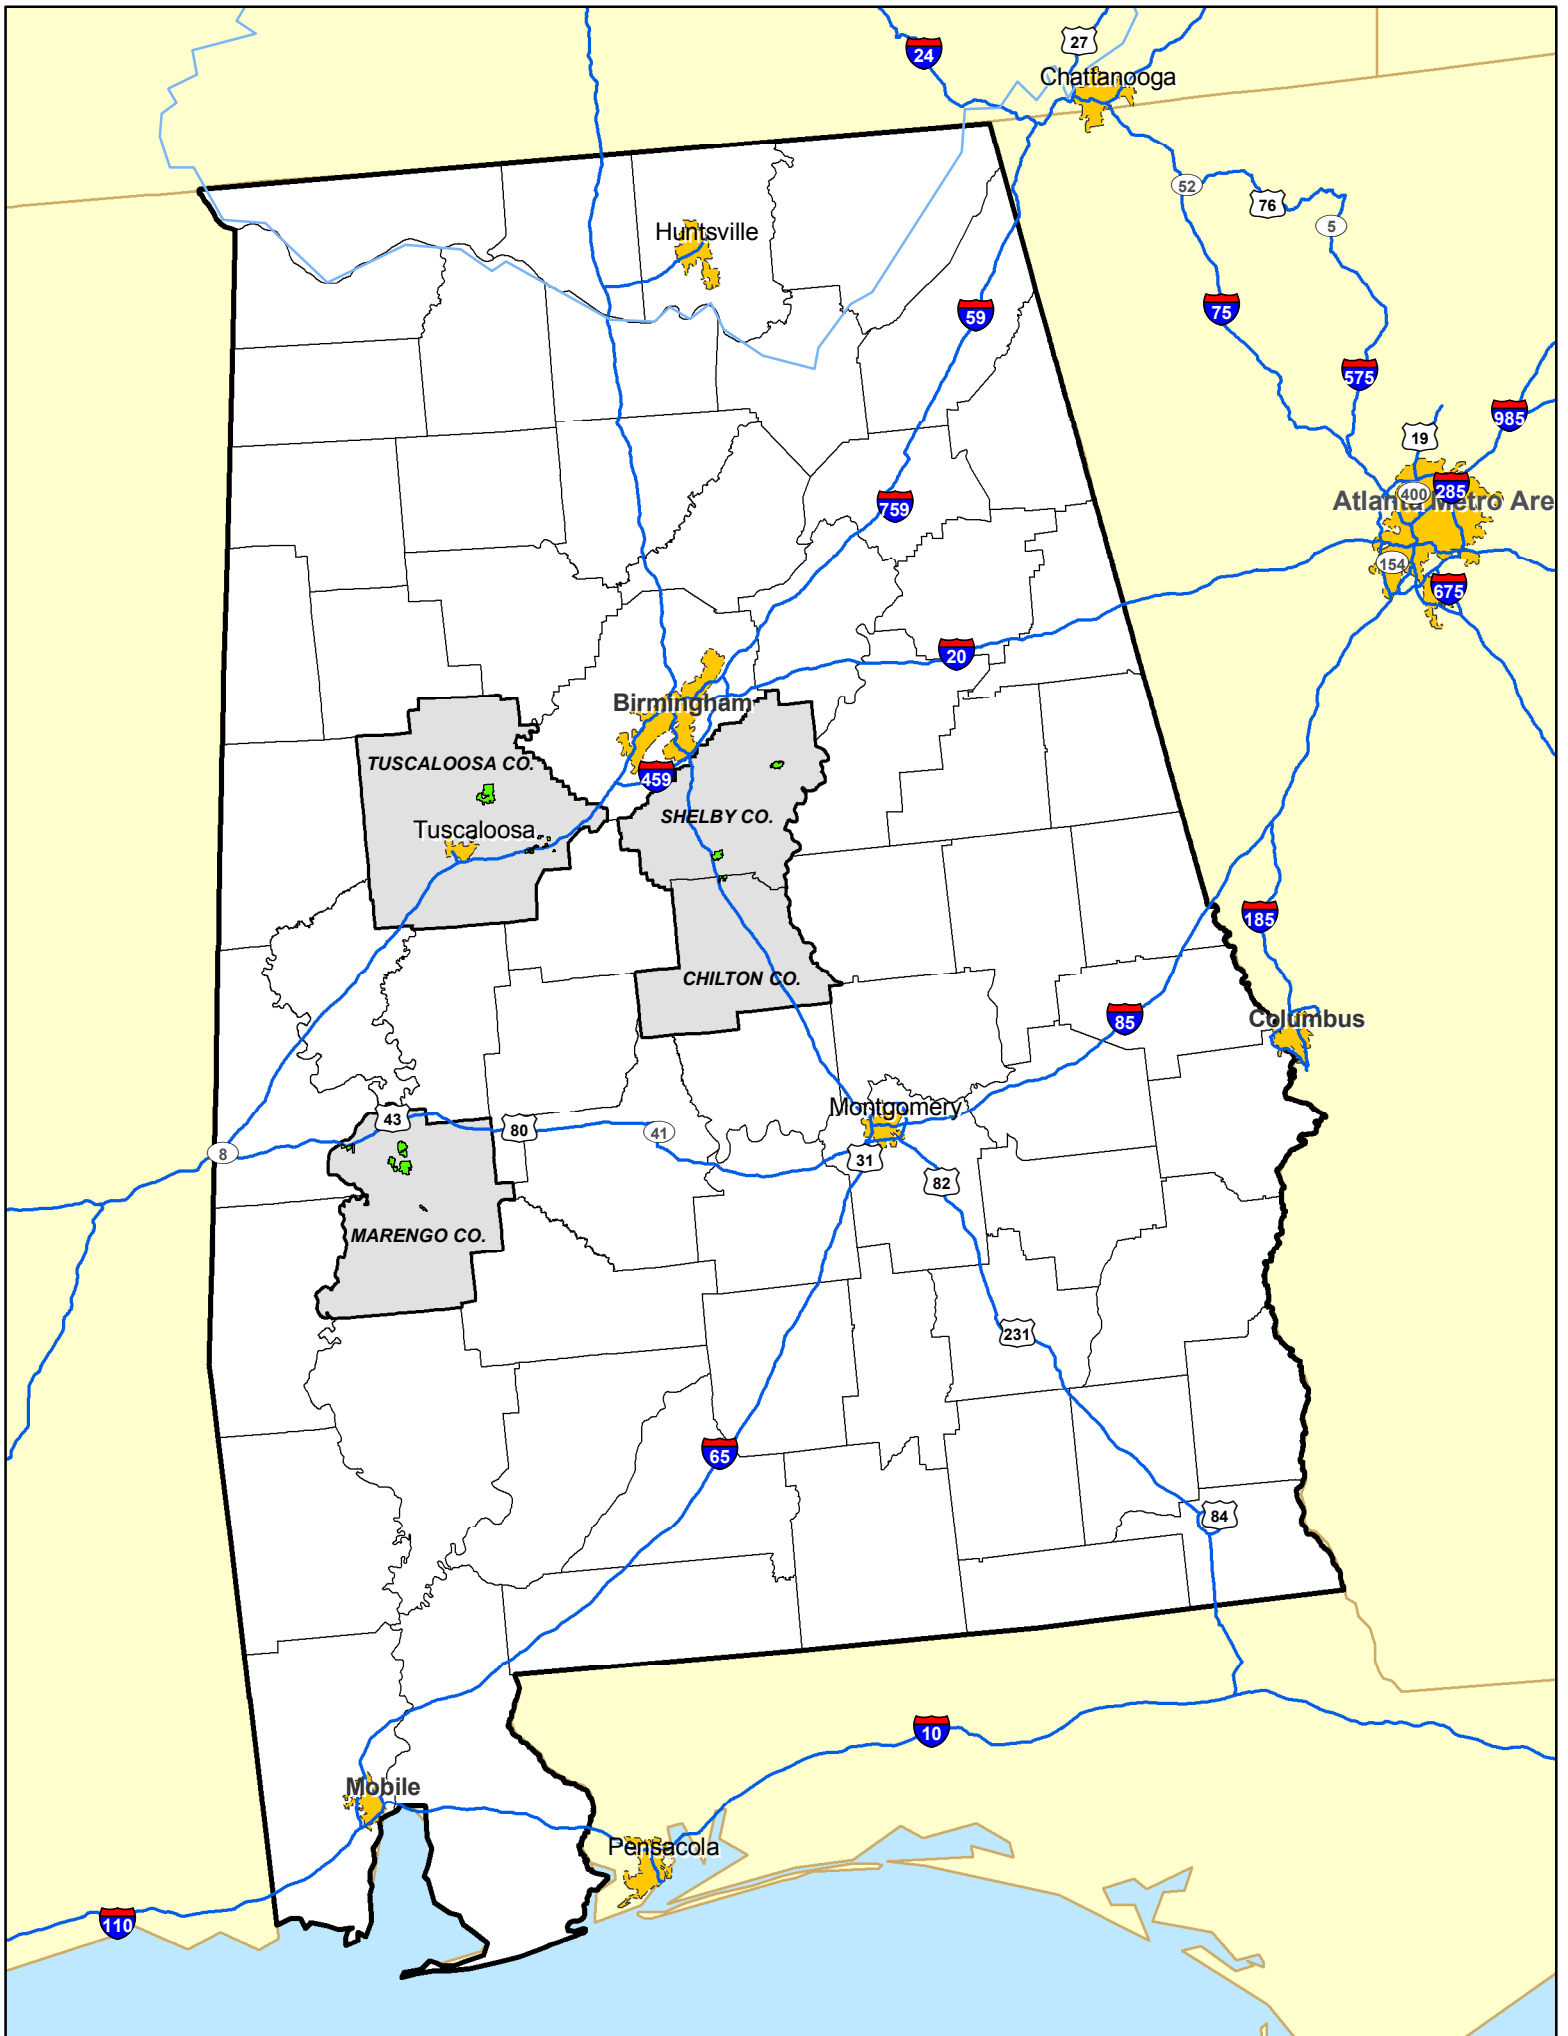 27
24
Chattanooga
52
76
5
Huntsville
75
59
575
985
19
400
285
Atlanta Metro Are
759
154
675
20
Birmingham
TUSCALOOSA CO.
459
SHELBY CO.
Tuscaloosa
185
CHILTON CO.
85
Columbus
Montgomery
43
80
41
8
31
82
MARENGO CO.
231
65
84
10
Mobile
Pensacola
110